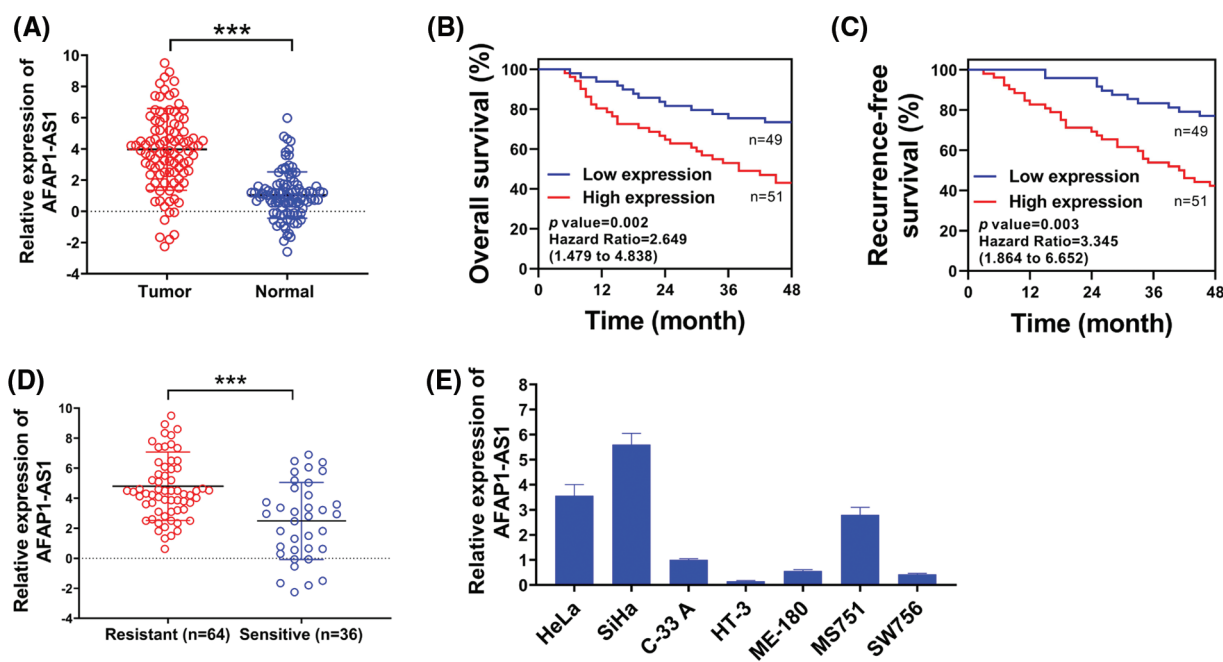 (A)
***
Relative expression of
AFAP1-AS1
10
8
6
4
2
0
-2
-4
Tumor
Normal
(B)
Overall survival (%)
100
80
60
40
20
0
n=49
Low expression
High expression
n=51
p value=0.002
Hazard Ratio=2.649
(1.479 to 4.838)
0
12
24
36
48
Time (month)
(C)
Recurrence-free
survival (%)
100
80
60
40
20
0
n=49
Low expression
High expression
n=51
p value=0.003
Hazard Ratio=3.345
(1.864 to 6.652)
0
12
24
36
48
Time (month)
(D)
***
Relative expression of
AFAP1-AS1
10
8
6
4
2
0
-2
-4
Resistant (n=64)
Sensitive (n=36)
(E)
Relative expression of
AFAP1-AS1
8
7
6
5
4
3
2
1
0
HeLa
SiHa
C-33 A
HT-3
ME-180
MS751
SW756